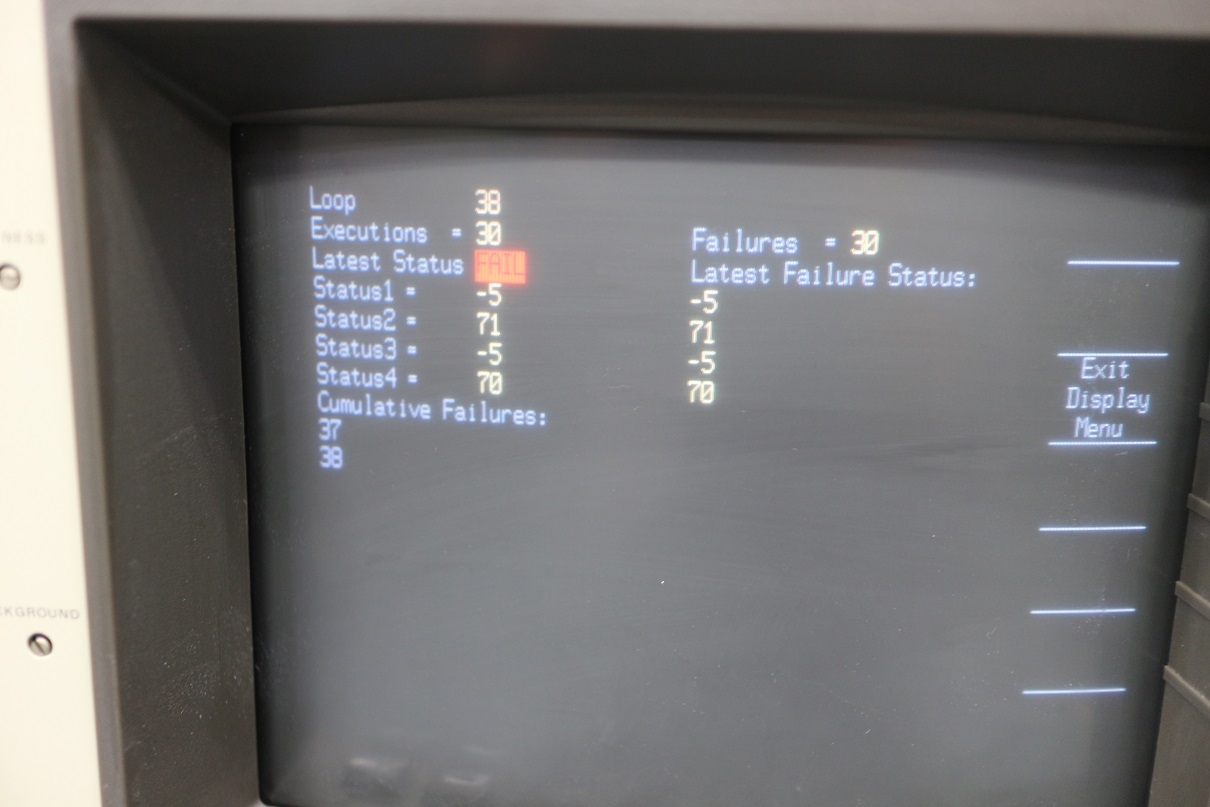 Loop 38
Executions = 30
Latest Status FAIL
Status1 = -5
Status2 = 71
Status3 = -5
Status4 = 70
Cumulative Failures:
37
38
Failures = 30
Latest Failure Status:
-5
71
-5
70
Exit
Display
Menu